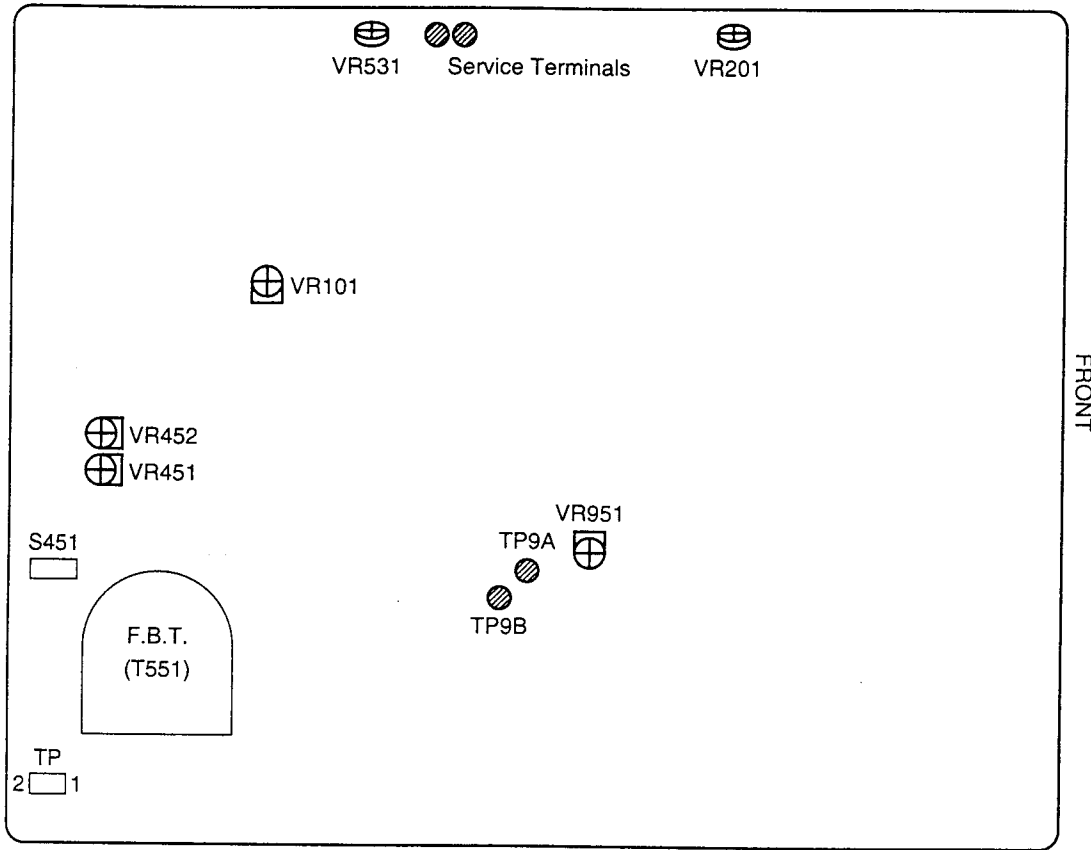 VR531
Service Terminals
VR201
VR101
FRONT
VR452
VR451
VR951
S451
TP9A
TP9B
F.B.T.
(T551)
TP
2
1